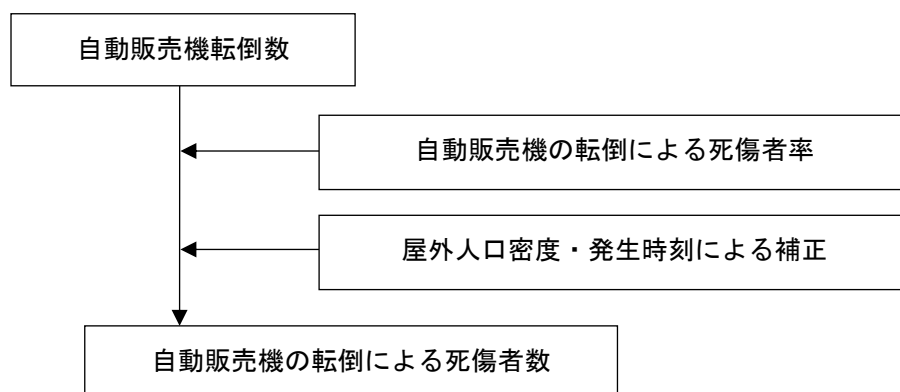 自動販売機転倒数
自動販売機の転倒による死傷者率
屋外人口密度・発生時刻による補正
自動販売機の転倒による死傷者数